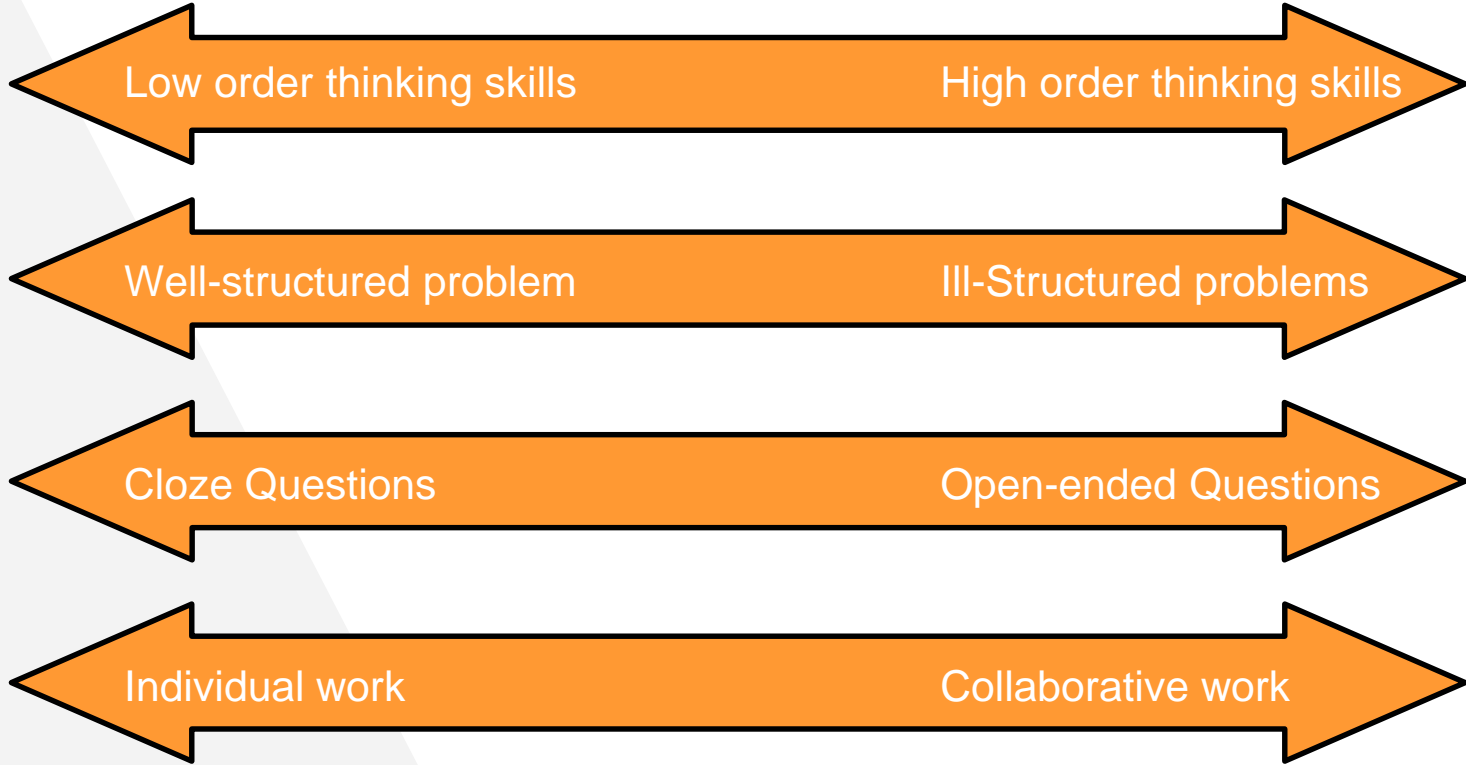 Low order thinking skills High order thinking skills
Well-structured problem Ill-Structured problems
Cloze Questions Open-ended Questions
Individual work Collaborative work